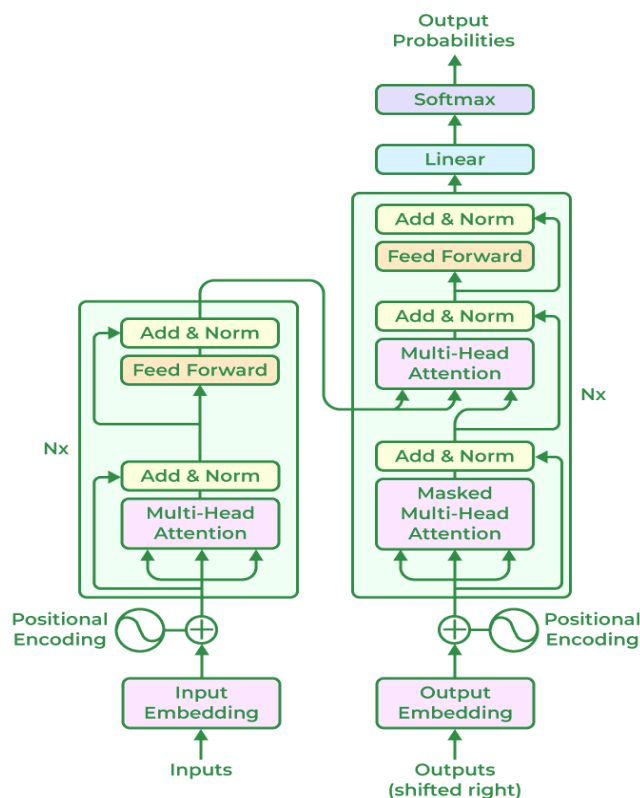 Output
Probabilities
Softmax
Linear
Add & Norm
Feed Forward
Add & Norm
Multi-Head
Attention
Nx
Add & Norm
Masked
Multi-Head
Attention
Add & Norm
Feed Forward
Nx
Add & Norm
Multi-Head
Attention
Positional
Encoding
Positional
Encoding
Input
Embedding
Output
Embedding
Inputs
Outputs
(shifted right)